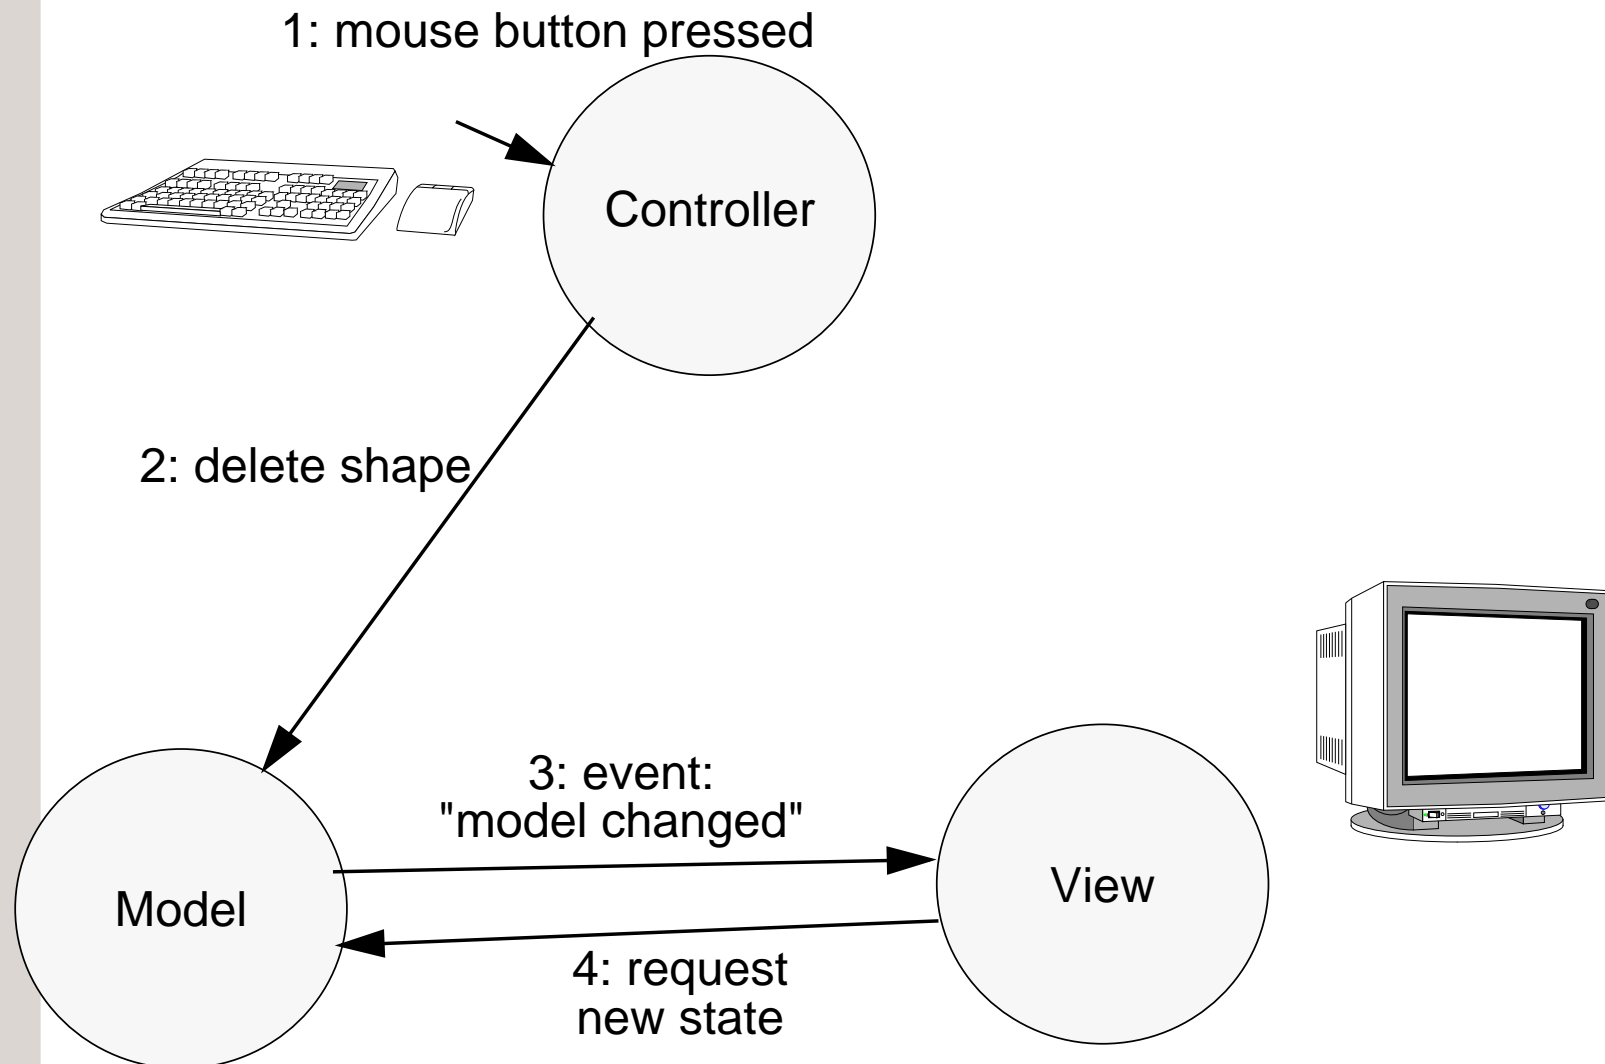 1: mouse button pressed
Controller
2: delete shape
3: event:
"model changed"
Model
View
4: request
new state